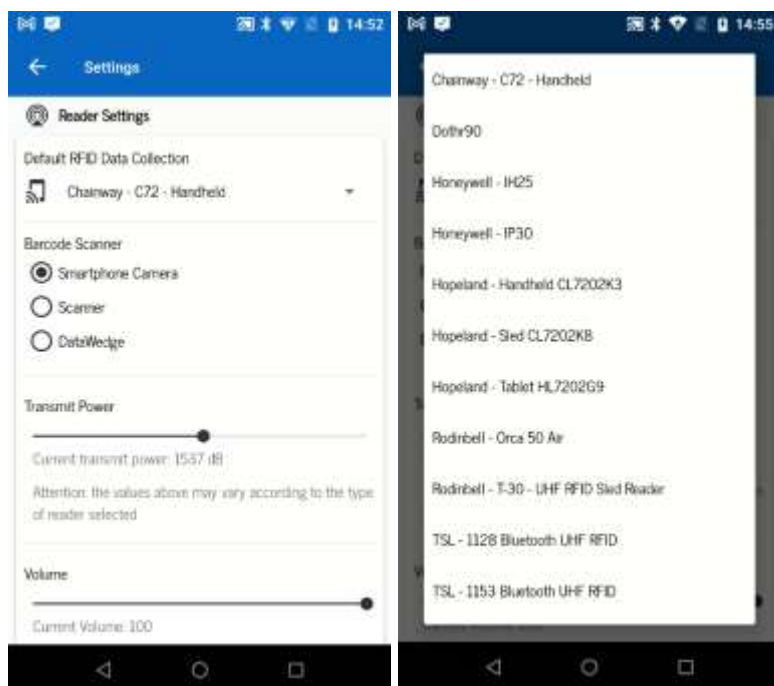 14:52
Settings
Reader Settings
Default RFID Data Collection
Chainway - C72 - Handheld
Barcode Scanner
Smartphone Camera
Scanner
DataWedge
Transmit Power
Current transmit power: 1537 dB
Attention: the values above may vary according to the type
of reader selected
Volume
Current Volume: 100
14:55
Chainway - C72 - Handheld
Dothr90
Honeywell - IH25
Honeywell - IP30
Hopeland - Handheld CL7202K3
Hopeland - Sled CL7202K8
Hopeland - Tablet HL7202G9
Rodinbell - Orca 50 Air
Rodinbell - T-30 - UHF RFID Sled Reader
TSL - 1128 Bluetooth UHF RFID
TSL - 1153 Bluetooth UHF RFID